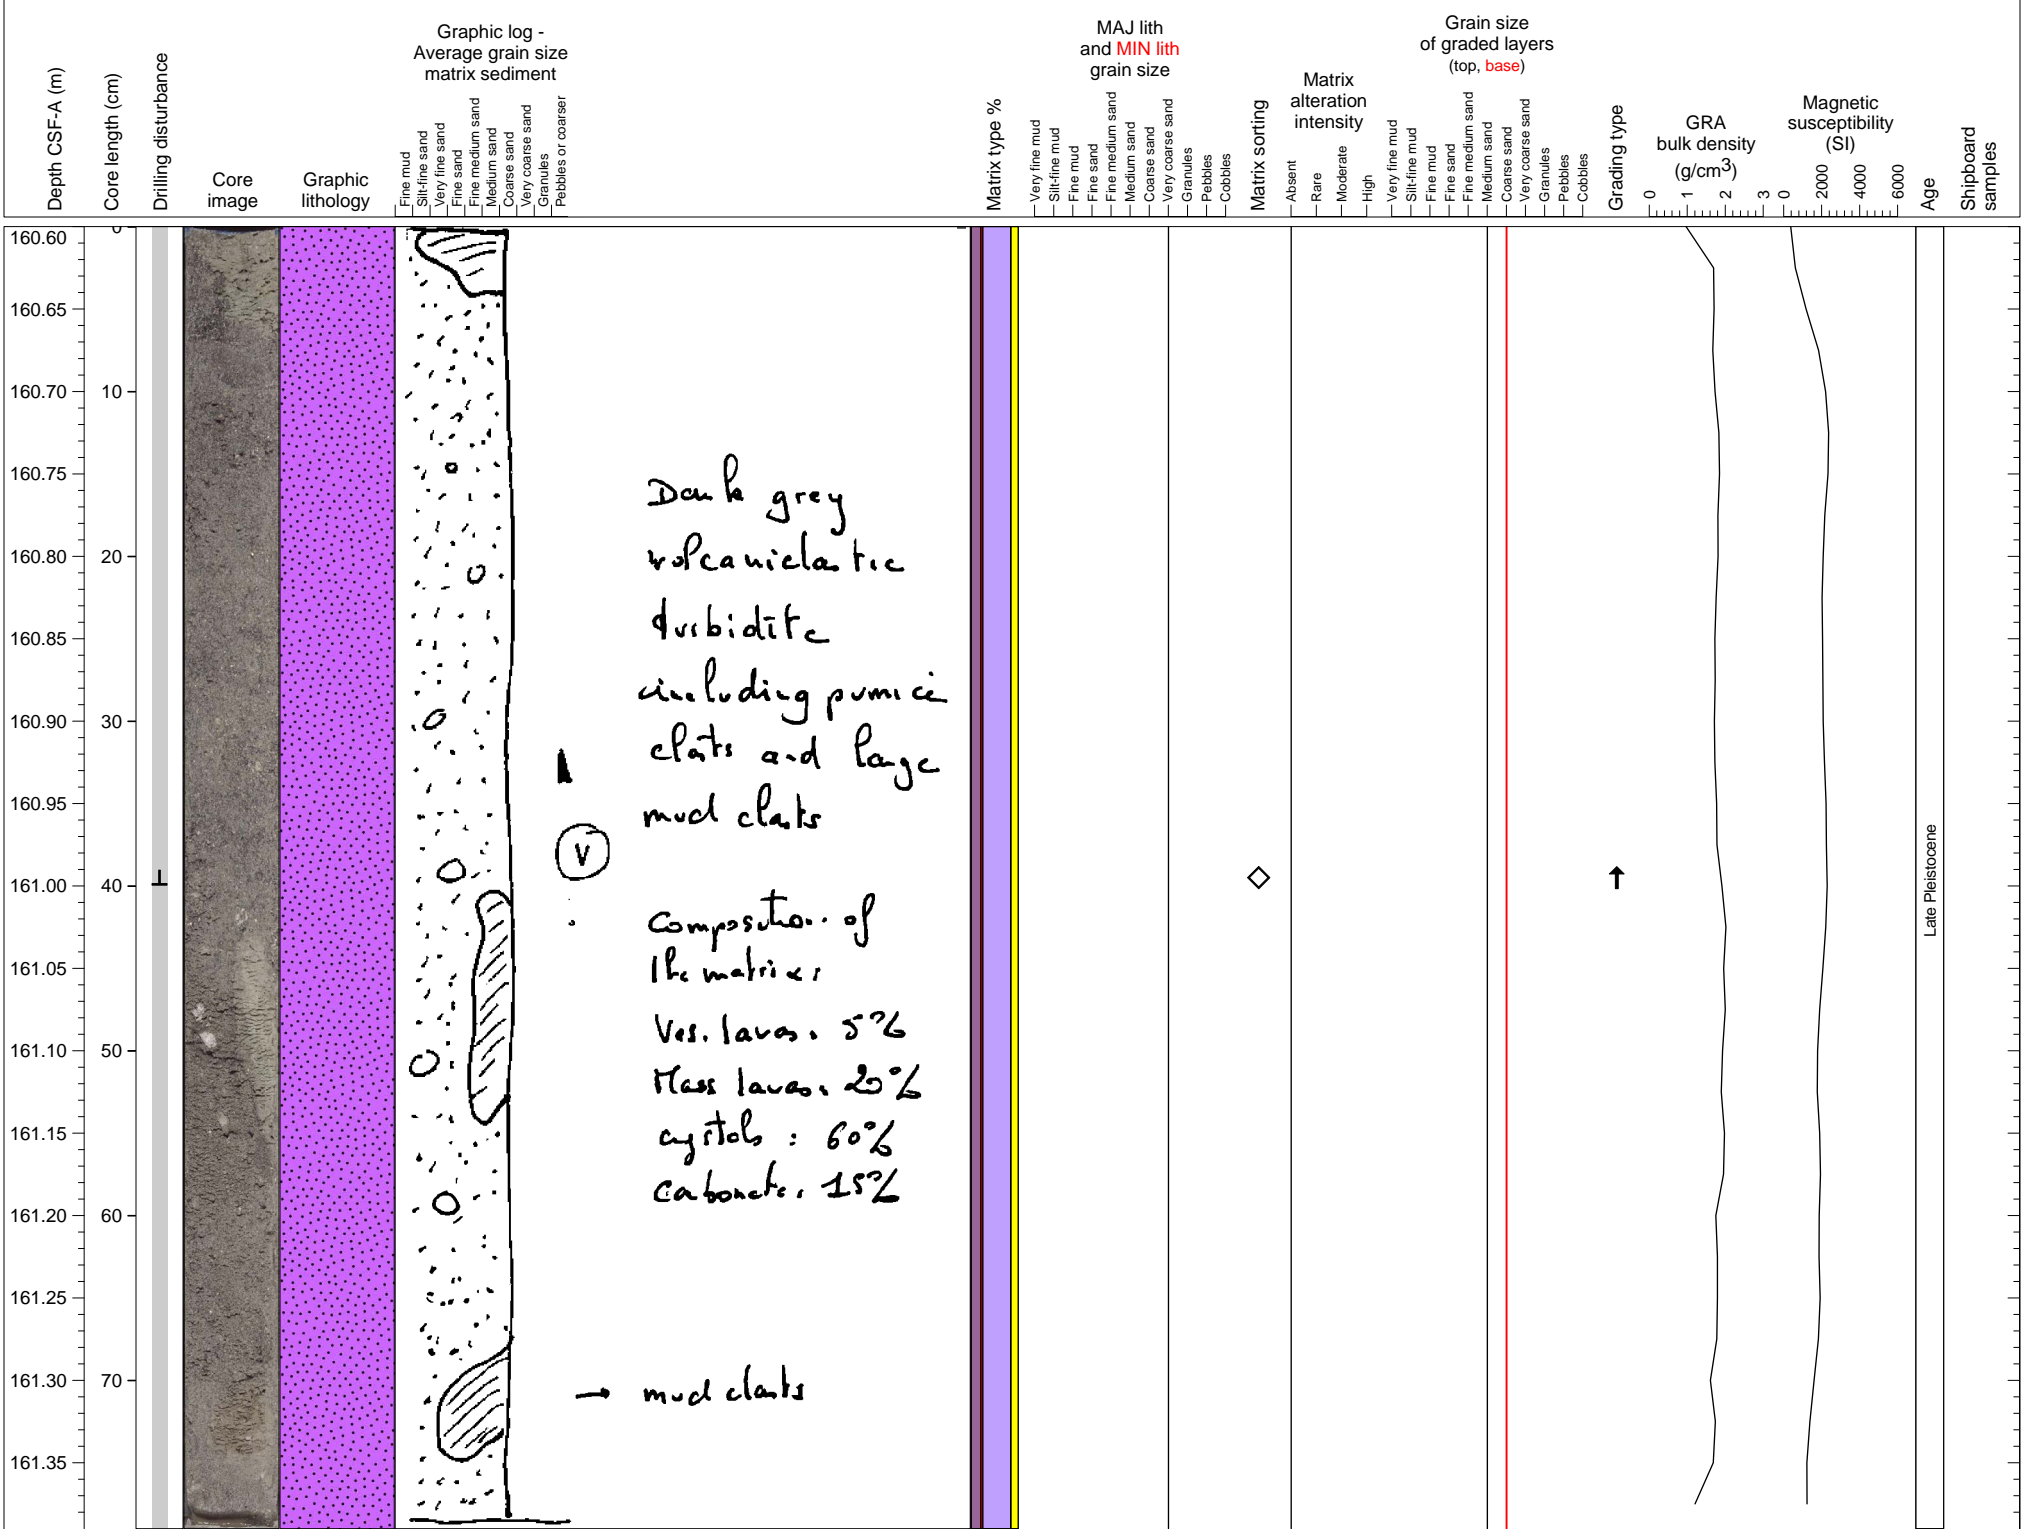 Depth CSF-A (m)
Core length (cm)
Drilling disturbance
Core
image
Graphic
lithology
Graphic log -
Average grain size
matrix sediment
Fine mud
Silt-fine sand
Very fine sand
Fine sand
Fine medium sand
Medium sand
Coarse sand
Very coarse sand
Granules
Pebbles or coarser
Matrix type %
MAJ lith
and MIN lith
grain size
Very fine mud
Silt-fine mud
Fine mud
Fine sand
Fine medium sand
Medium sand
Coarse sand
Very coarse sand
Granules
Pebbles
Cobbles
Matrix sorting
Matrix
alteration
intensity
Absent
Rare
Moderate
High
Grain size
of graded layers
(top, base)
Very fine mud
Silt-fine mud
Fine mud
Fine sand
Fine medium sand
Medium sand
Coarse sand
Very coarse sand
Granules
Pebbles
Cobbles
Grading type
GRA
bulk density
(g/cm3)
0 1 2 3
Magnetic
susceptibility
(SI)
0 2000 4000 6000
Age
Shipboard
samples
160.60 0
160.65
160.70 10
160.75
160.80 20
160.85
160.90 30
160.95
161.00 40
161.05
161.10 50
161.15
161.20 60
161.25
161.30 70
161.35
Dark grey
volcaniclastic
turbidite
including pumice
clasts and large
mud clasts
V
Composition of
the matrix:
Ves. lavas: 5%
Mass lavas: 20%
crystals : 60%
Carbonate: 15%
→ mud clasts
Late Pleistocene